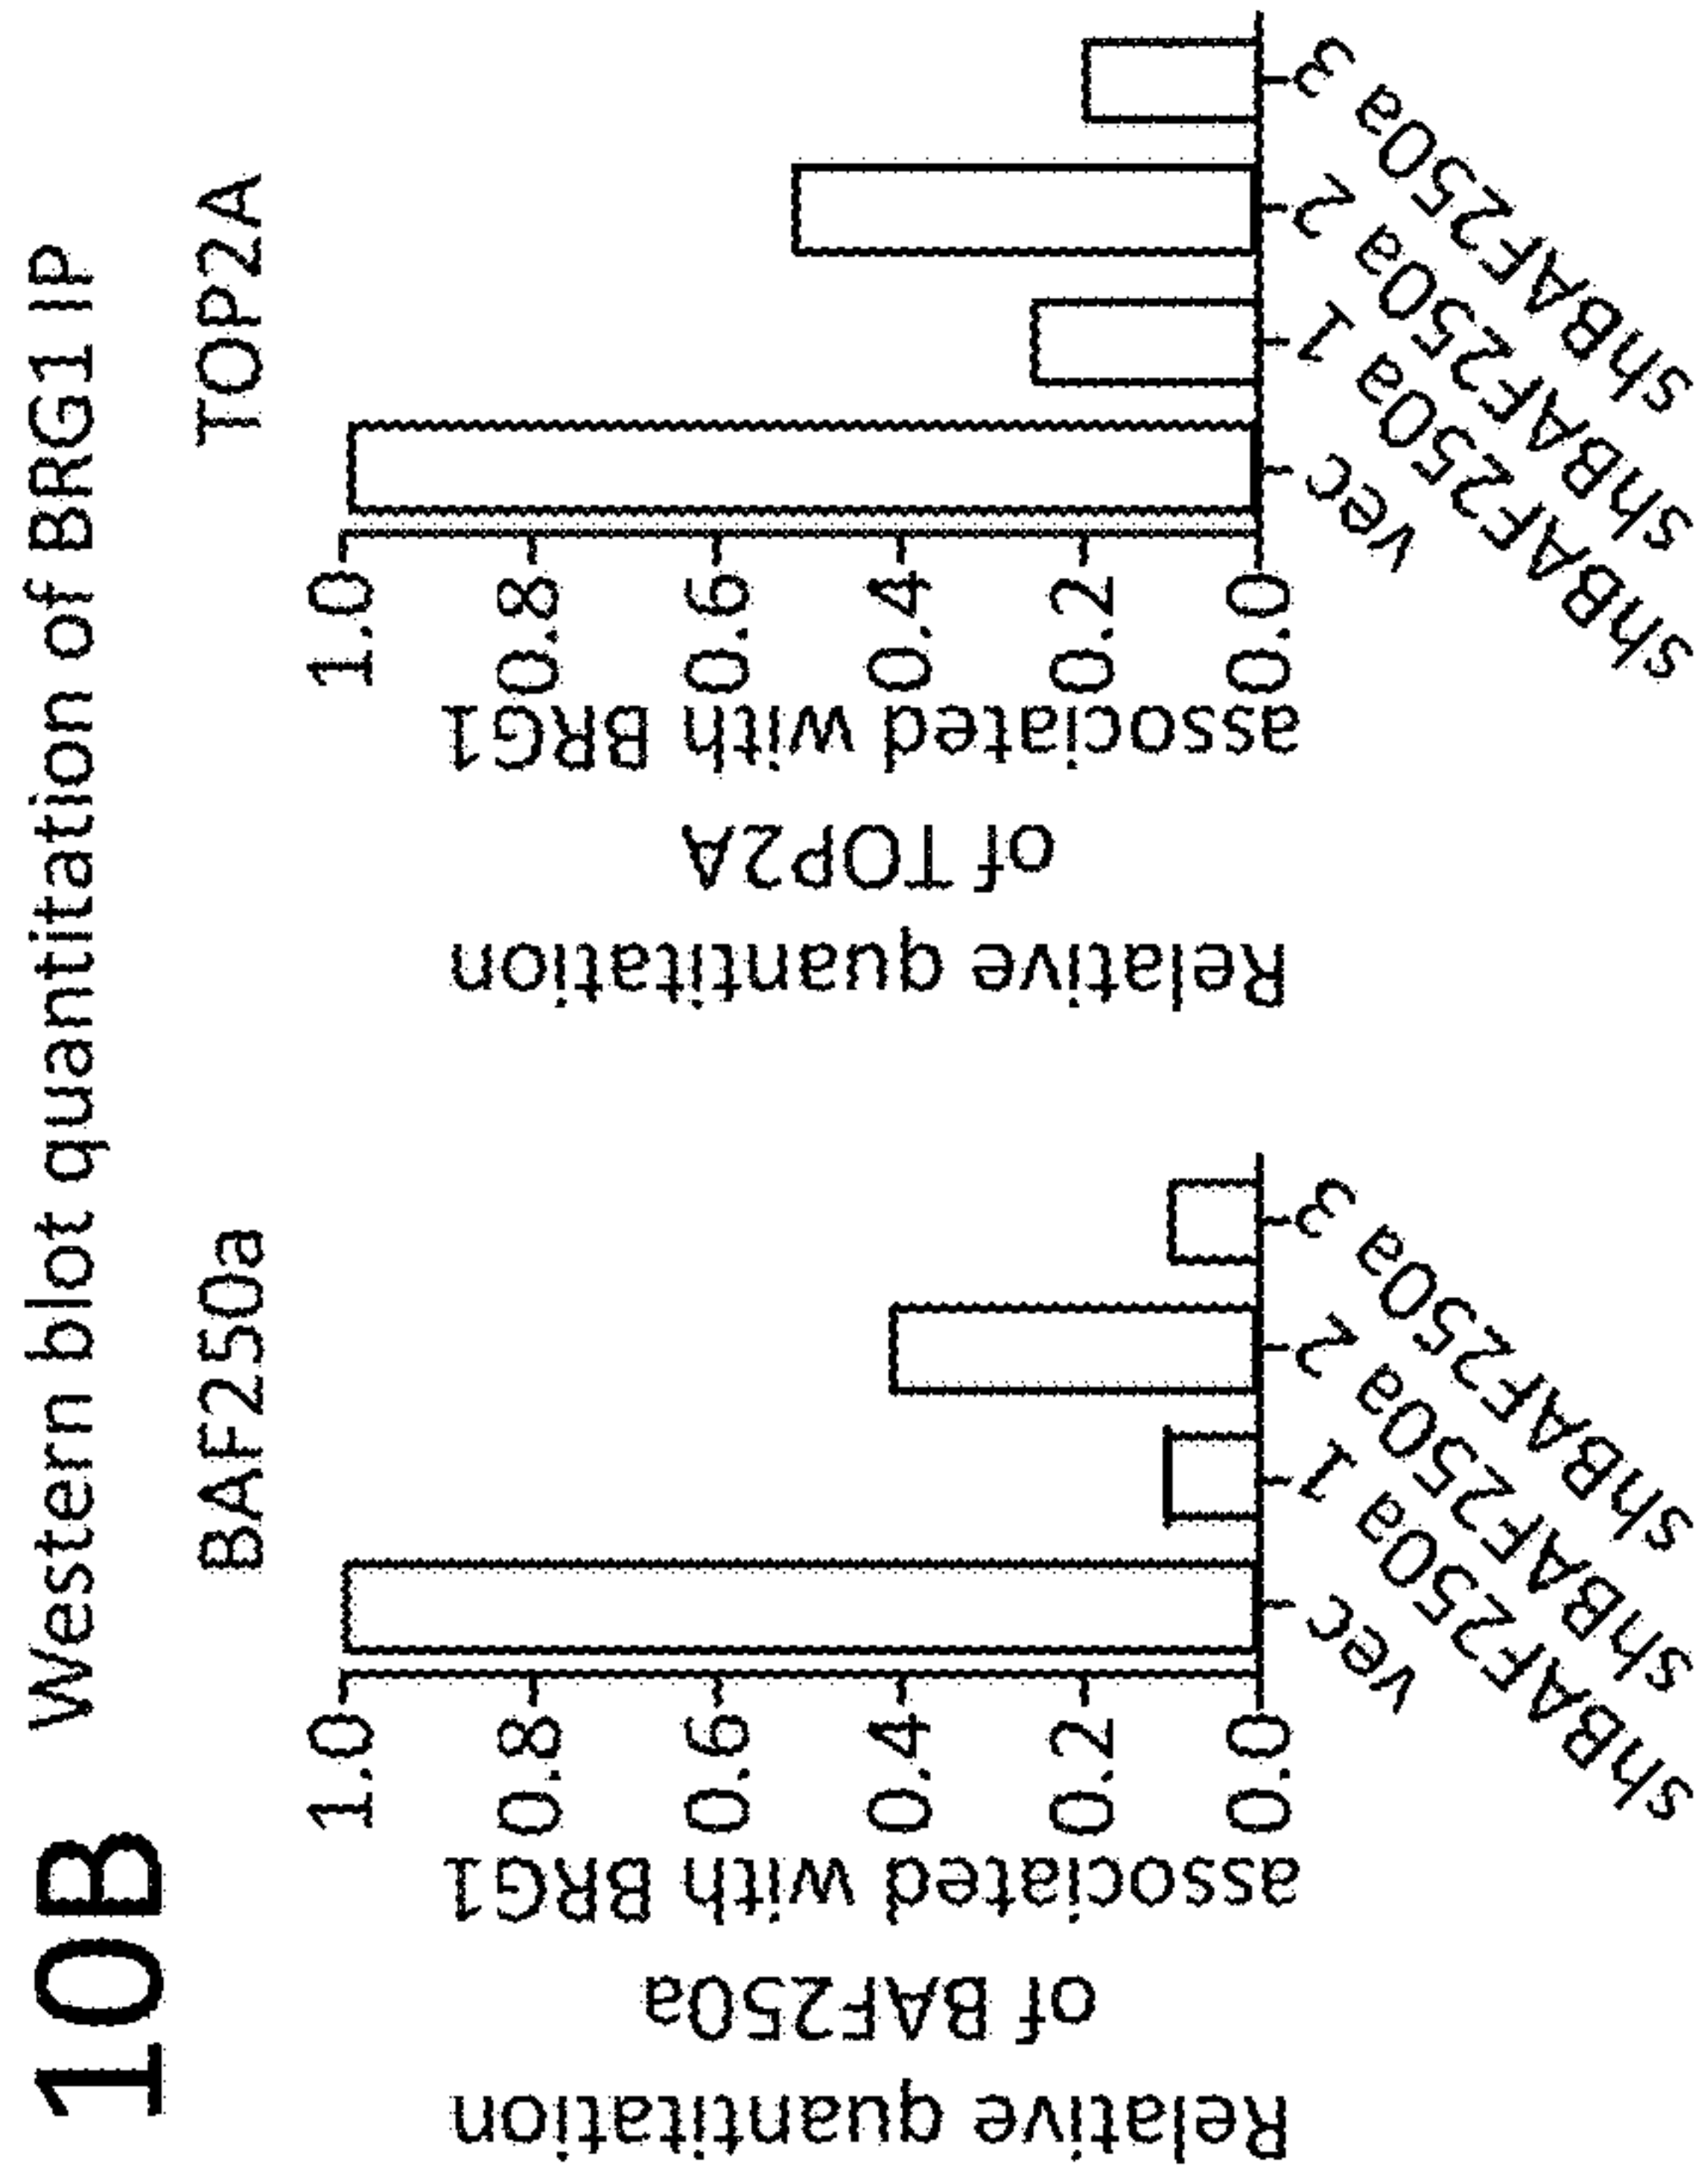 10B Western blot quantitation of BRG1 IP
BAF250a
Relative quantitation
of BAF250a
associated with BRG1
1.0
0.8
0.6
0.4
0.2
0.0
vec
shBAF250a 1
shBAF250a 2
shBAF250a 3
TOP2A
Relative quantitation
of TOP2A
associated with BRG1
1.0
0.8
0.6
0.4
0.2
0.0
vec
shBAF250a 1
shBAF250a 2
shBAF250a 3